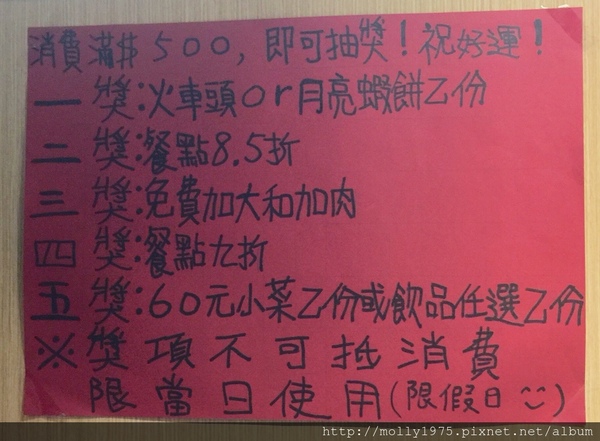 消費滿$500,即可抽獎!祝好運!
一獎:火車頭or月亮蝦餅乙份
二獎:餐點8.5折
三獎:免費加大和加肉
四獎:餐點九折
五獎:60元小菜乙份或飲品任選乙份
※獎項不可抵消費
限當日使用(限假日 ツ)
http://molly1975.pixnet.net/album